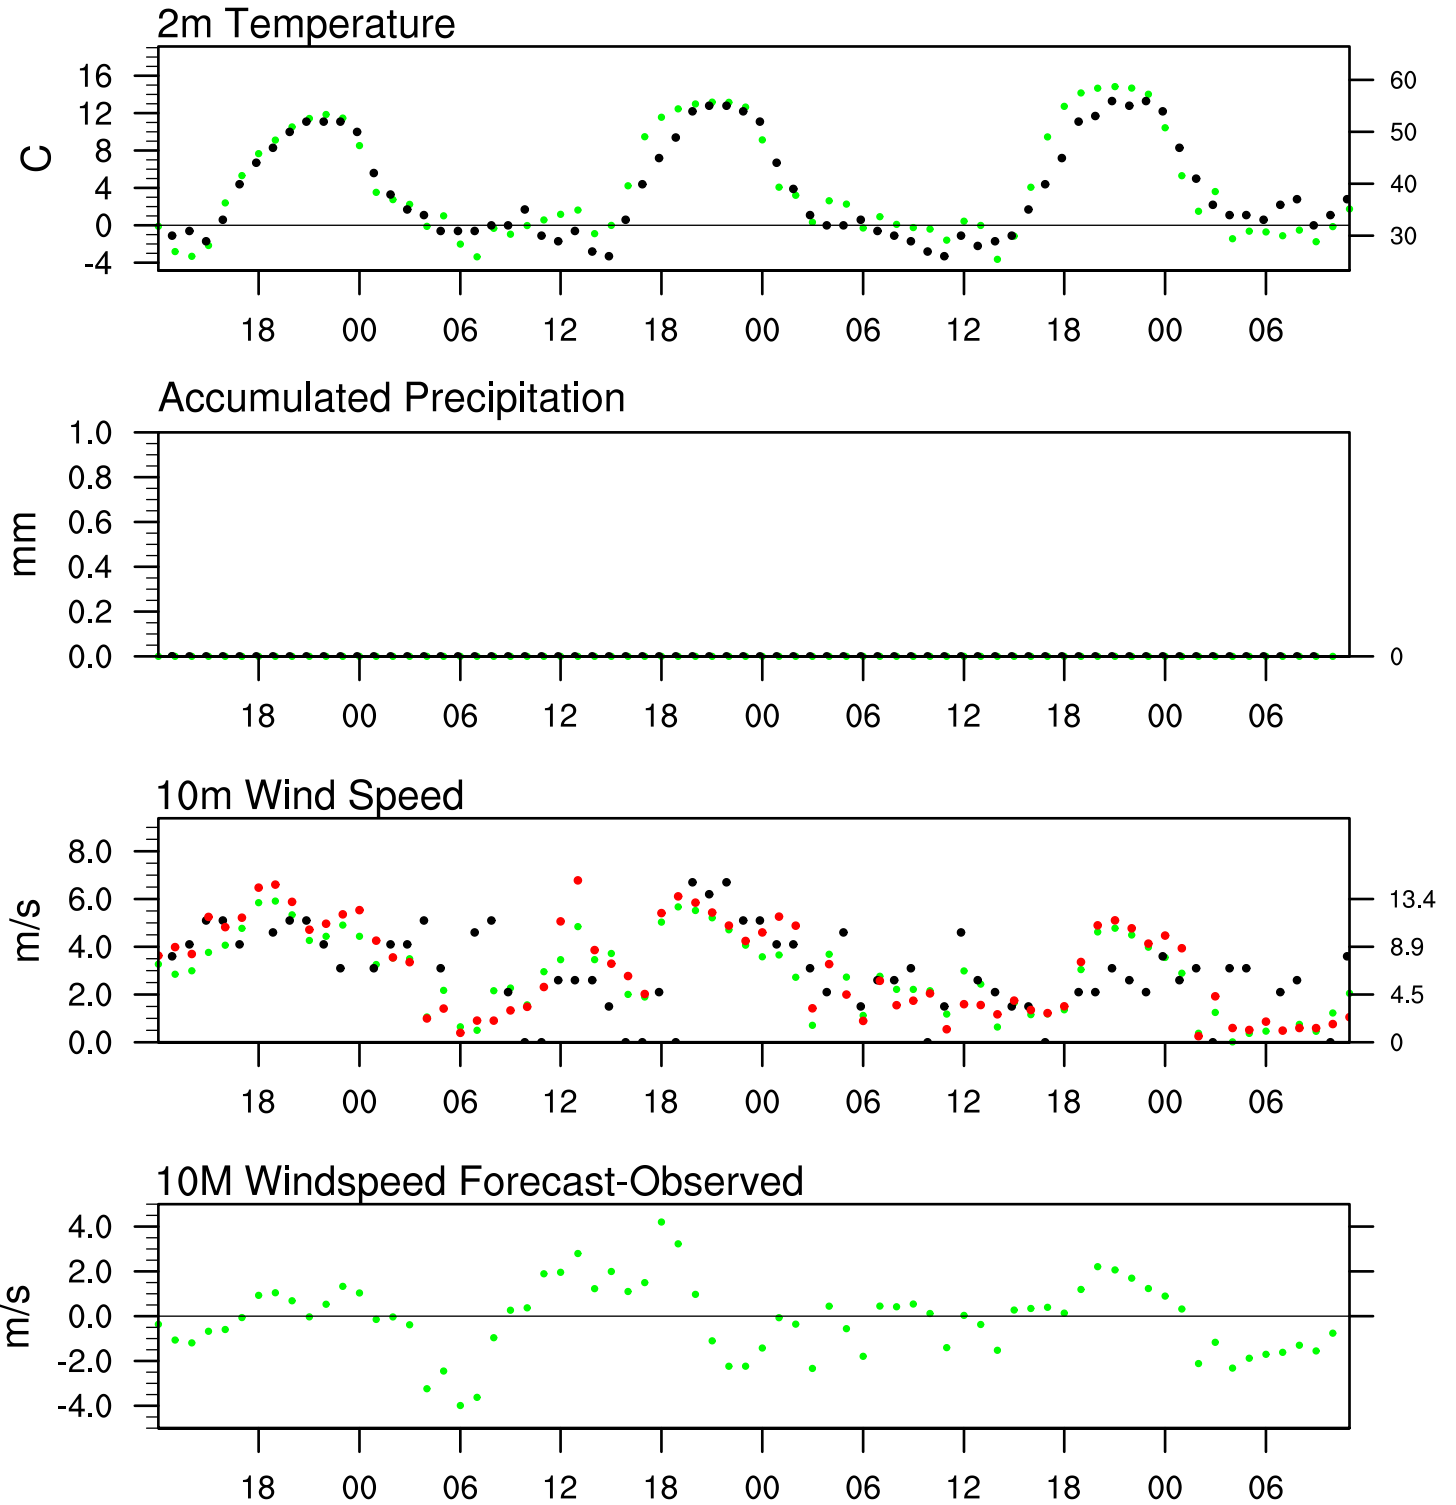 2m Temperature
C
16
12
8
4
0
-4
60
50
40
30
18 00 06 12 18 00 06 12 18 00 06
Accumulated Precipitation
mm
1.0
0.8
0.6
0.4
0.2
0.0
0
18 00 06 12 18 00 06 12 18 00 06
10m Wind Speed
m/s
8.0
6.0
4.0
2.0
0.0
13.4
8.9
4.5
0
18 00 06 12 18 00 06 12 18 00 06
10M Windspeed Forecast-Observed
m/s
4.0
2.0
0.0
-2.0
-4.0
18 00 06 12 18 00 06 12 18 00 06